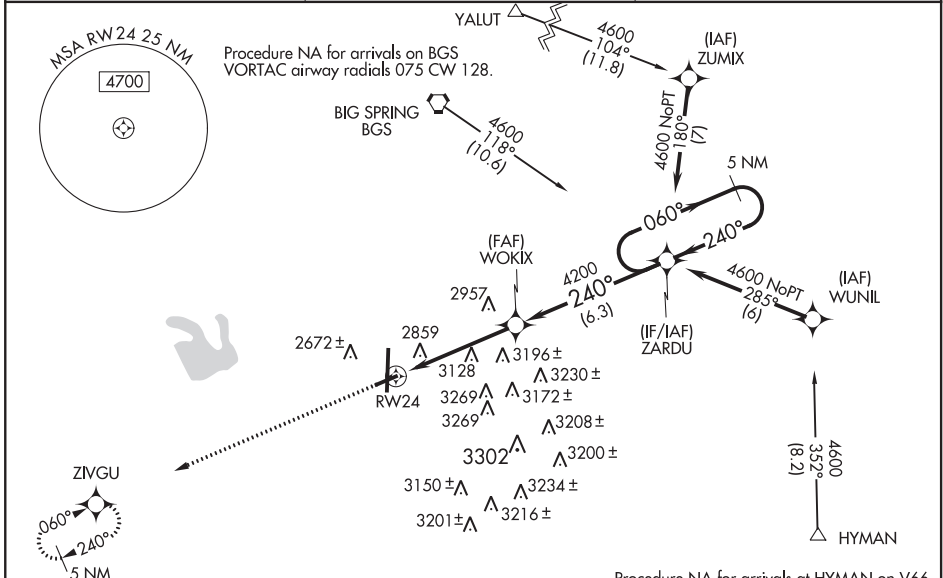 MSA RW24 25 NM
4700
Procedure NA for arrivals on BGS
VORTAC airway radials 075 CW 128.
YALUT
4600
104°
(11.8)
(IAF)
ZUMIX
BIG SPRING
BGS
4600
118°
(10.6)
4600 NoPT
180°
(7)
5 NM
060°
240°
(FAF)
WOKIX
4200
240°
(6.3)
4600 NoPT
285°
(6)
(IAF)
WUNIL
(IF/IAF)
ZARDU
2957
2672±
2859
3128
3196±
3230±
RW24
3269
3172±
3269
3208±
3302
3200±
3150±
3234±
3201±
3216±
4600
352°
(8.2)
HYMAN
ZIVGU
060°
240°
5 NM
Procedure NA for arrivals at HYMAN on V66